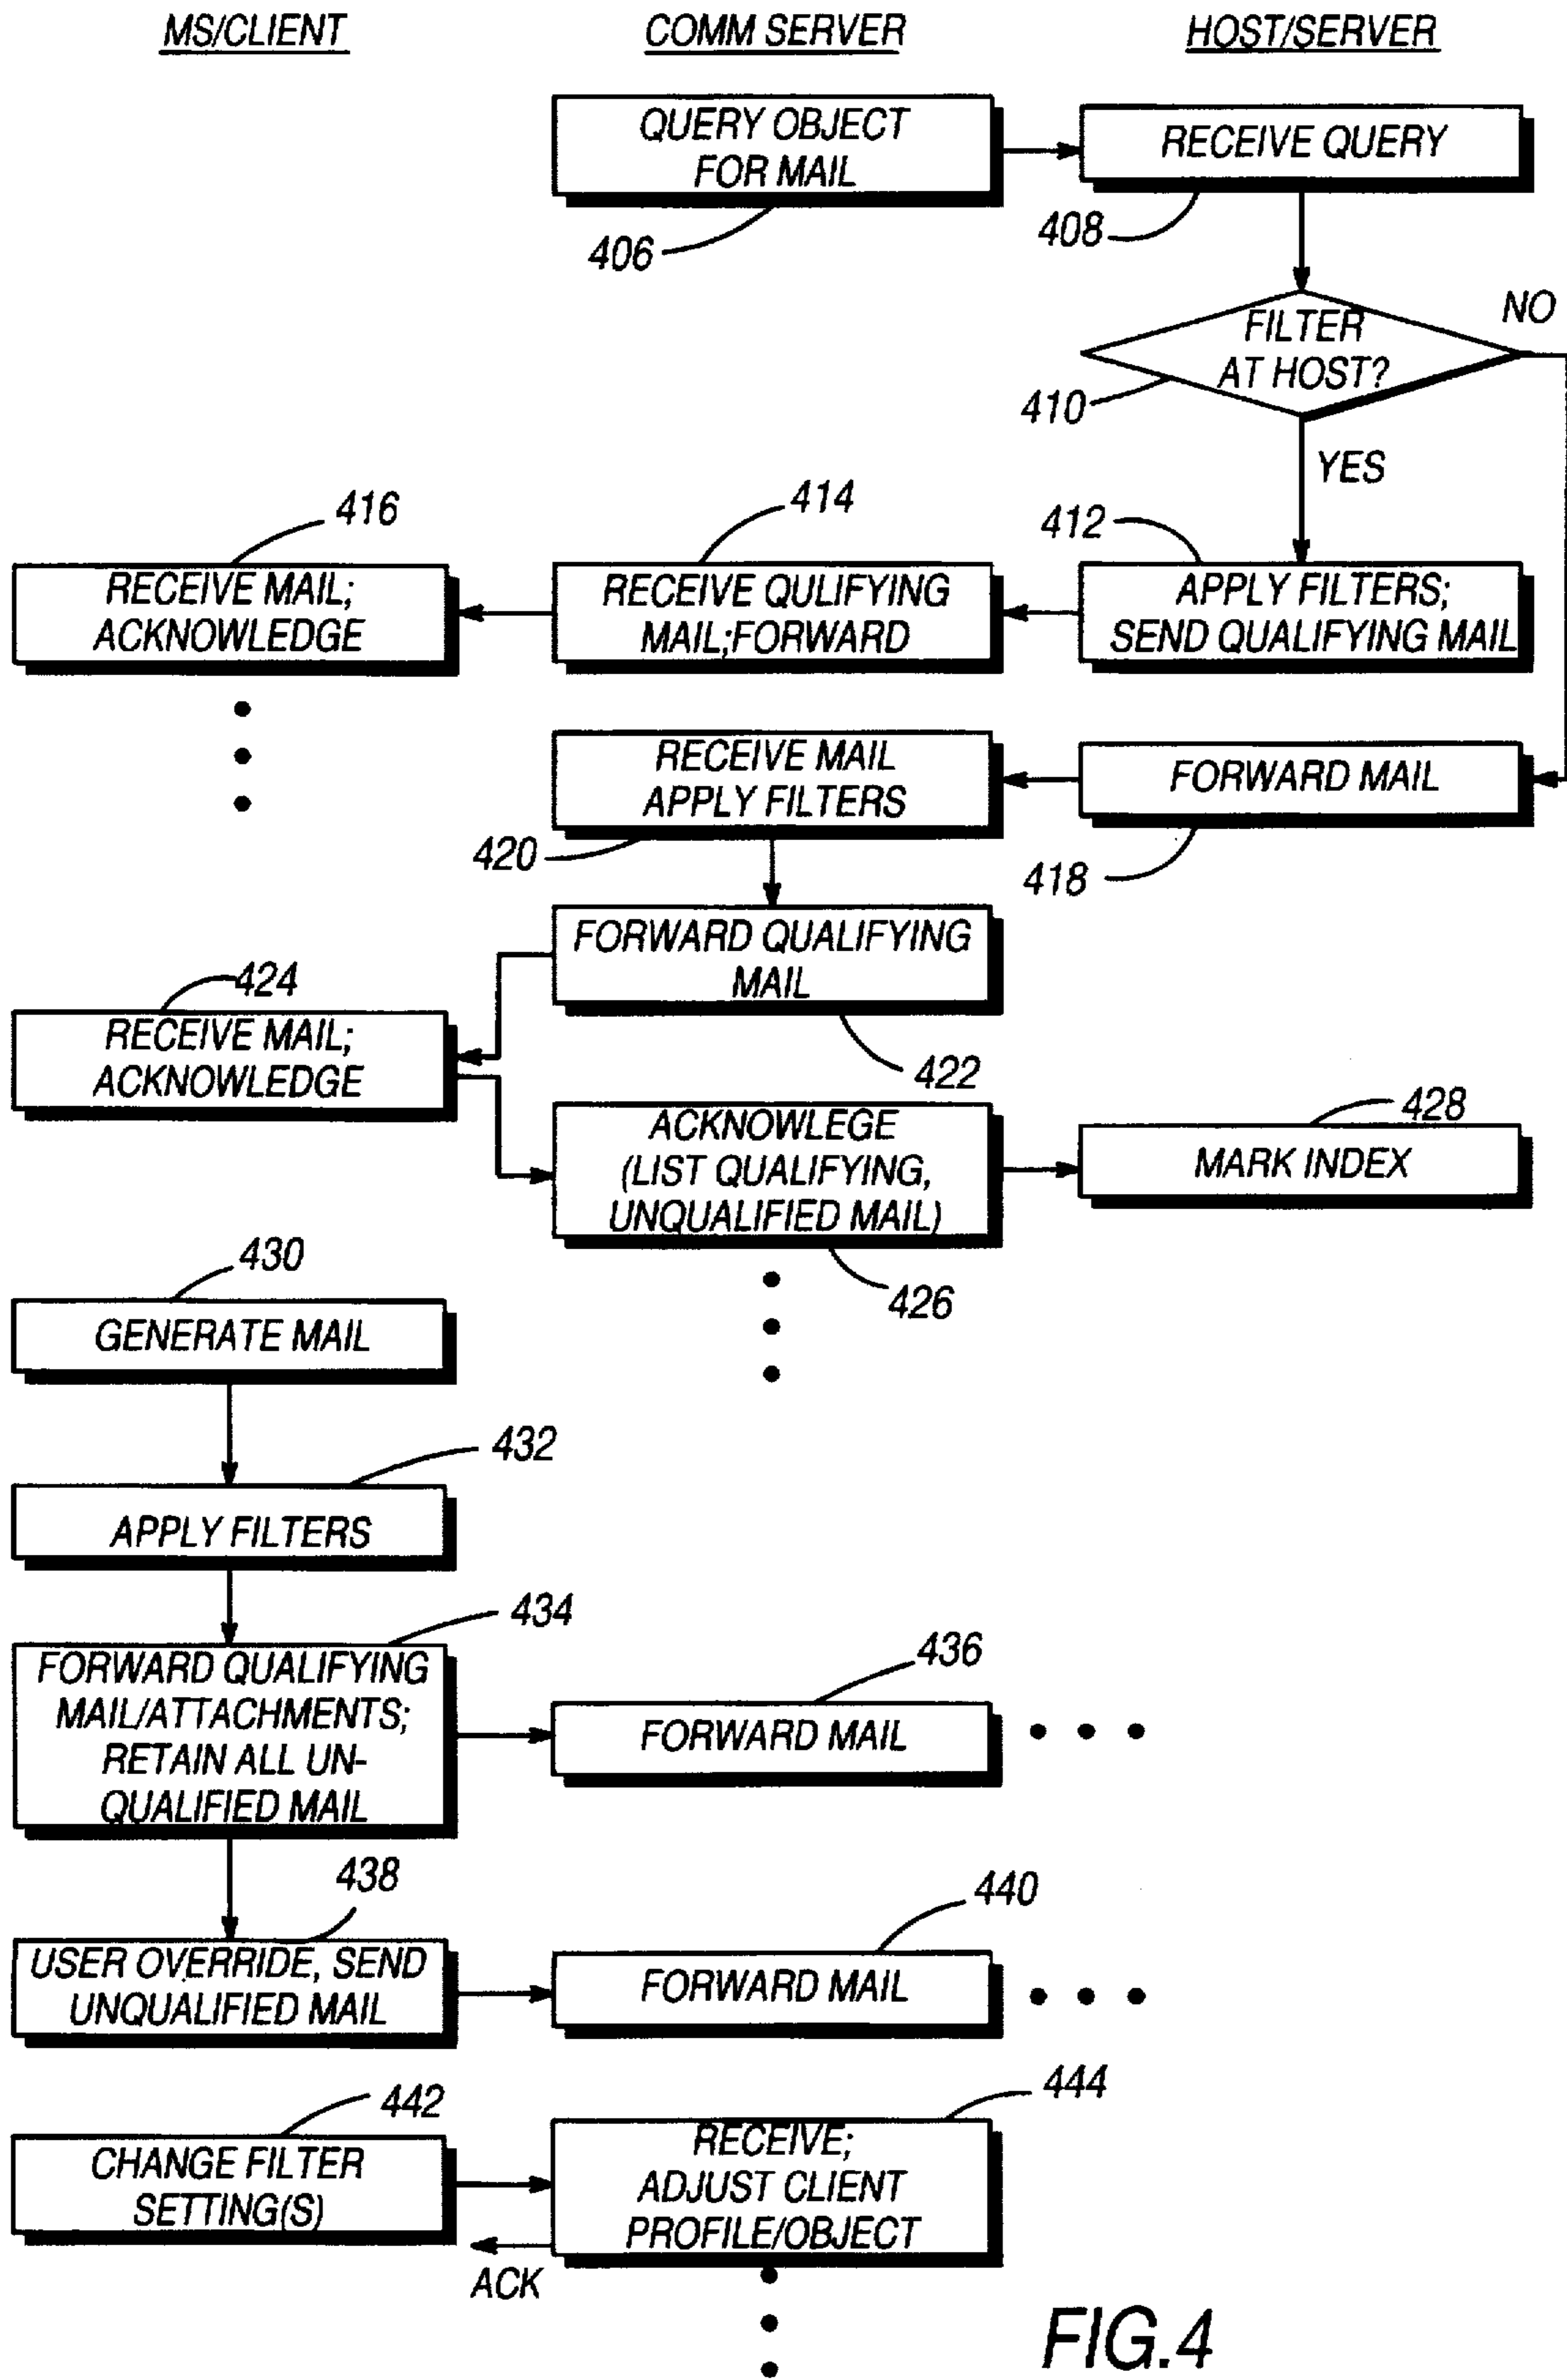 MS/CLIENT
COMM SERVER
HOST/SERVER
QUERY OBJECT
FOR MAIL
406
RECEIVE QUERY
408
FILTER
AT HOST?
410
NO
YES
416
RECEIVE MAIL;
ACKNOWLEDGE
414
RECEIVE QULIFYING
MAIL;FORWARD
412
APPLY FILTERS;
SEND QUALIFYING MAIL
RECEIVE MAIL
APPLY FILTERS
420
FORWARD MAIL
418
FORWARD QUALIFYING
MAIL
422
424
RECEIVE MAIL;
ACKNOWLEDGE
ACKNOWLEGE
(LIST QUALIFYING,
UNQUALIFIED MAIL)
426
428
MARK INDEX
430
GENERATE MAIL
432
APPLY FILTERS
434
FORWARD QUALIFYING
MAIL/ATTACHMENTS;
RETAIN ALL UN-
QUALIFIED MAIL
436
FORWARD MAIL
438
USER OVERRIDE, SEND
UNQUALIFIED MAIL
440
FORWARD MAIL
442
CHANGE FILTER
SETTING(S)
444
RECEIVE;
ADJUST CLIENT
PROFILE/OBJECT
ACK
FIG.4